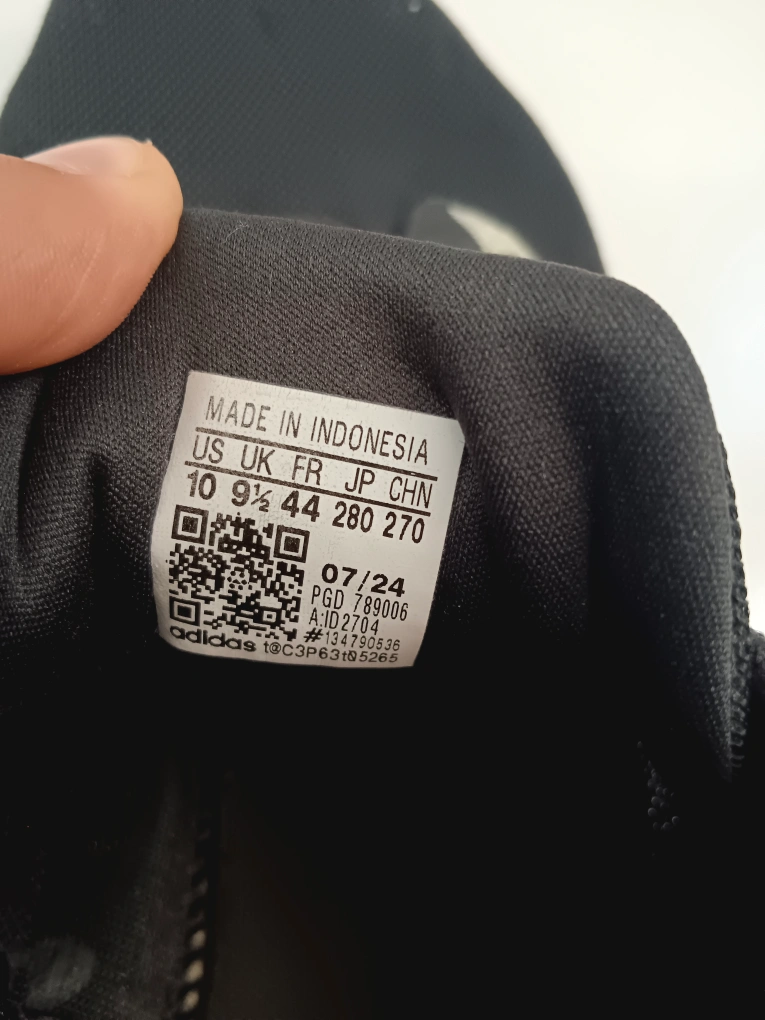 MADE IN INDONESIA
US UK FR JP CHN
10 9½ 44 280 270
07/24
PGD 789006
A:ID2704
#134790536
adidas t@C3P63t05265